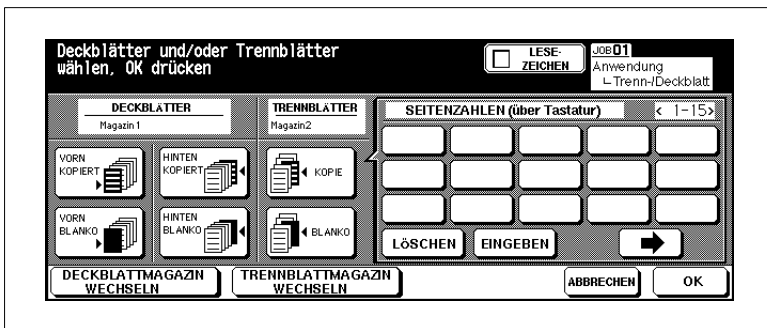 Deckblätter und/oder Trennblätter
wählen, OK drücken
LESE-
ZEICHEN
JOB01
Anwendung
Trenn-/Deckblatt
DECKBLÄTTER
Magazin 1
TRENNBLÄTTER
Magazin2
SEITENZAHLEN (über Tastatur)
< 1-15>
VORN
KOPIERT
HINTEN
KOPIERT
KOPIE
VORN
BLANKO
HINTEN
BLANKO
BLANKO
LÖSCHEN
EINGEBEN
DECKBLATTMAGAZIN
WECHSELN
TRENNBLATTMAGAZIN
WECHSELN
ABBRECHEN
OK